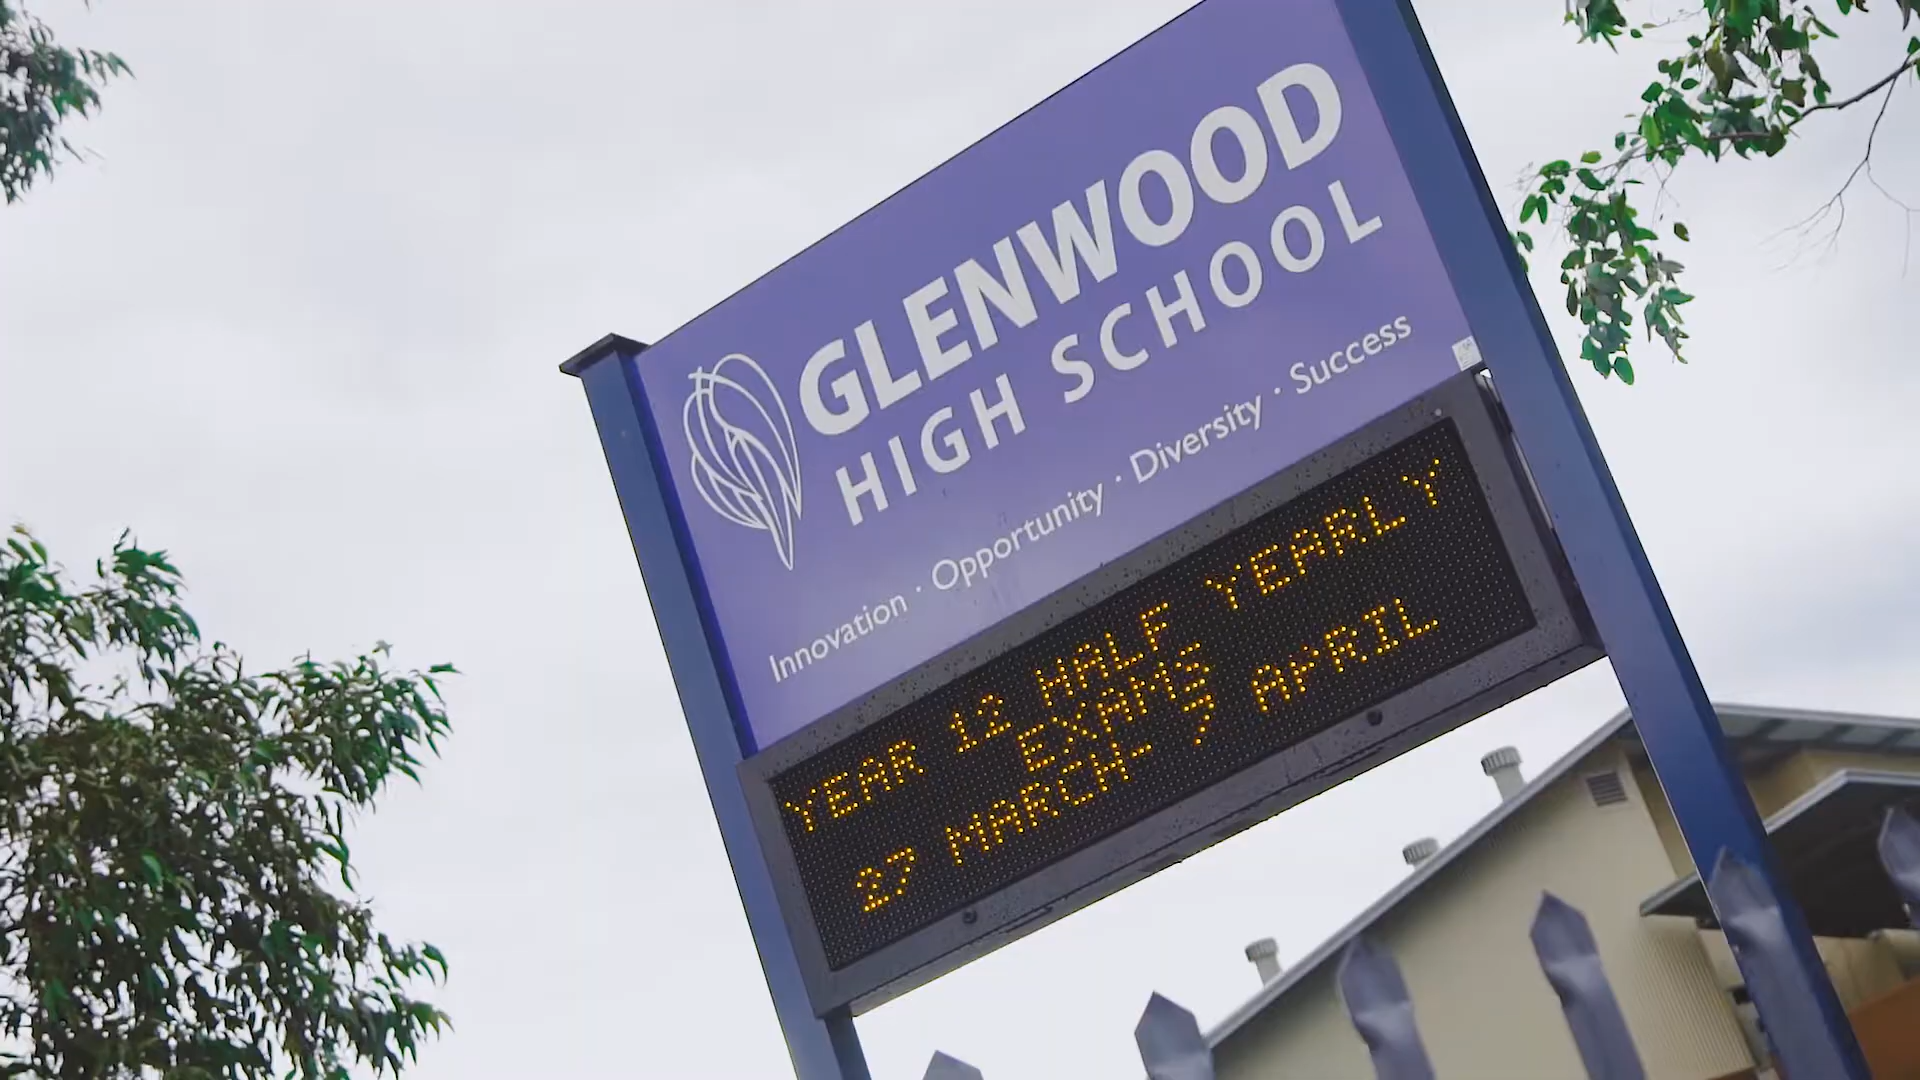 GLENWOOD
HIGH SCHOOL
Innovation · Opportunity · Diversity · Success
YEAR 12 HALF YEARLY
EXAMS
27 MARCH- 7 APRIL